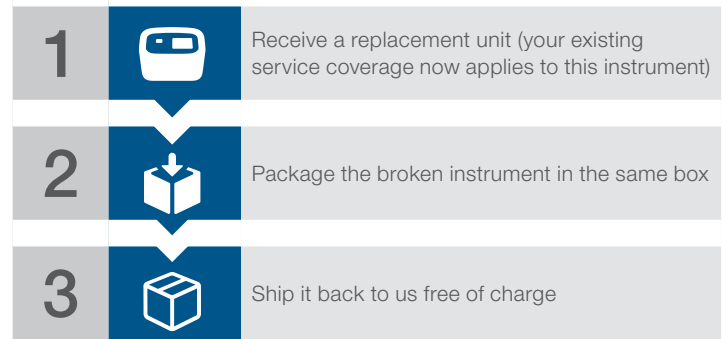 1
Receive a replacement unit (your existing
service coverage now applies to this instrument)
2
Package the broken instrument in the same box
3
Ship it back to us free of charge